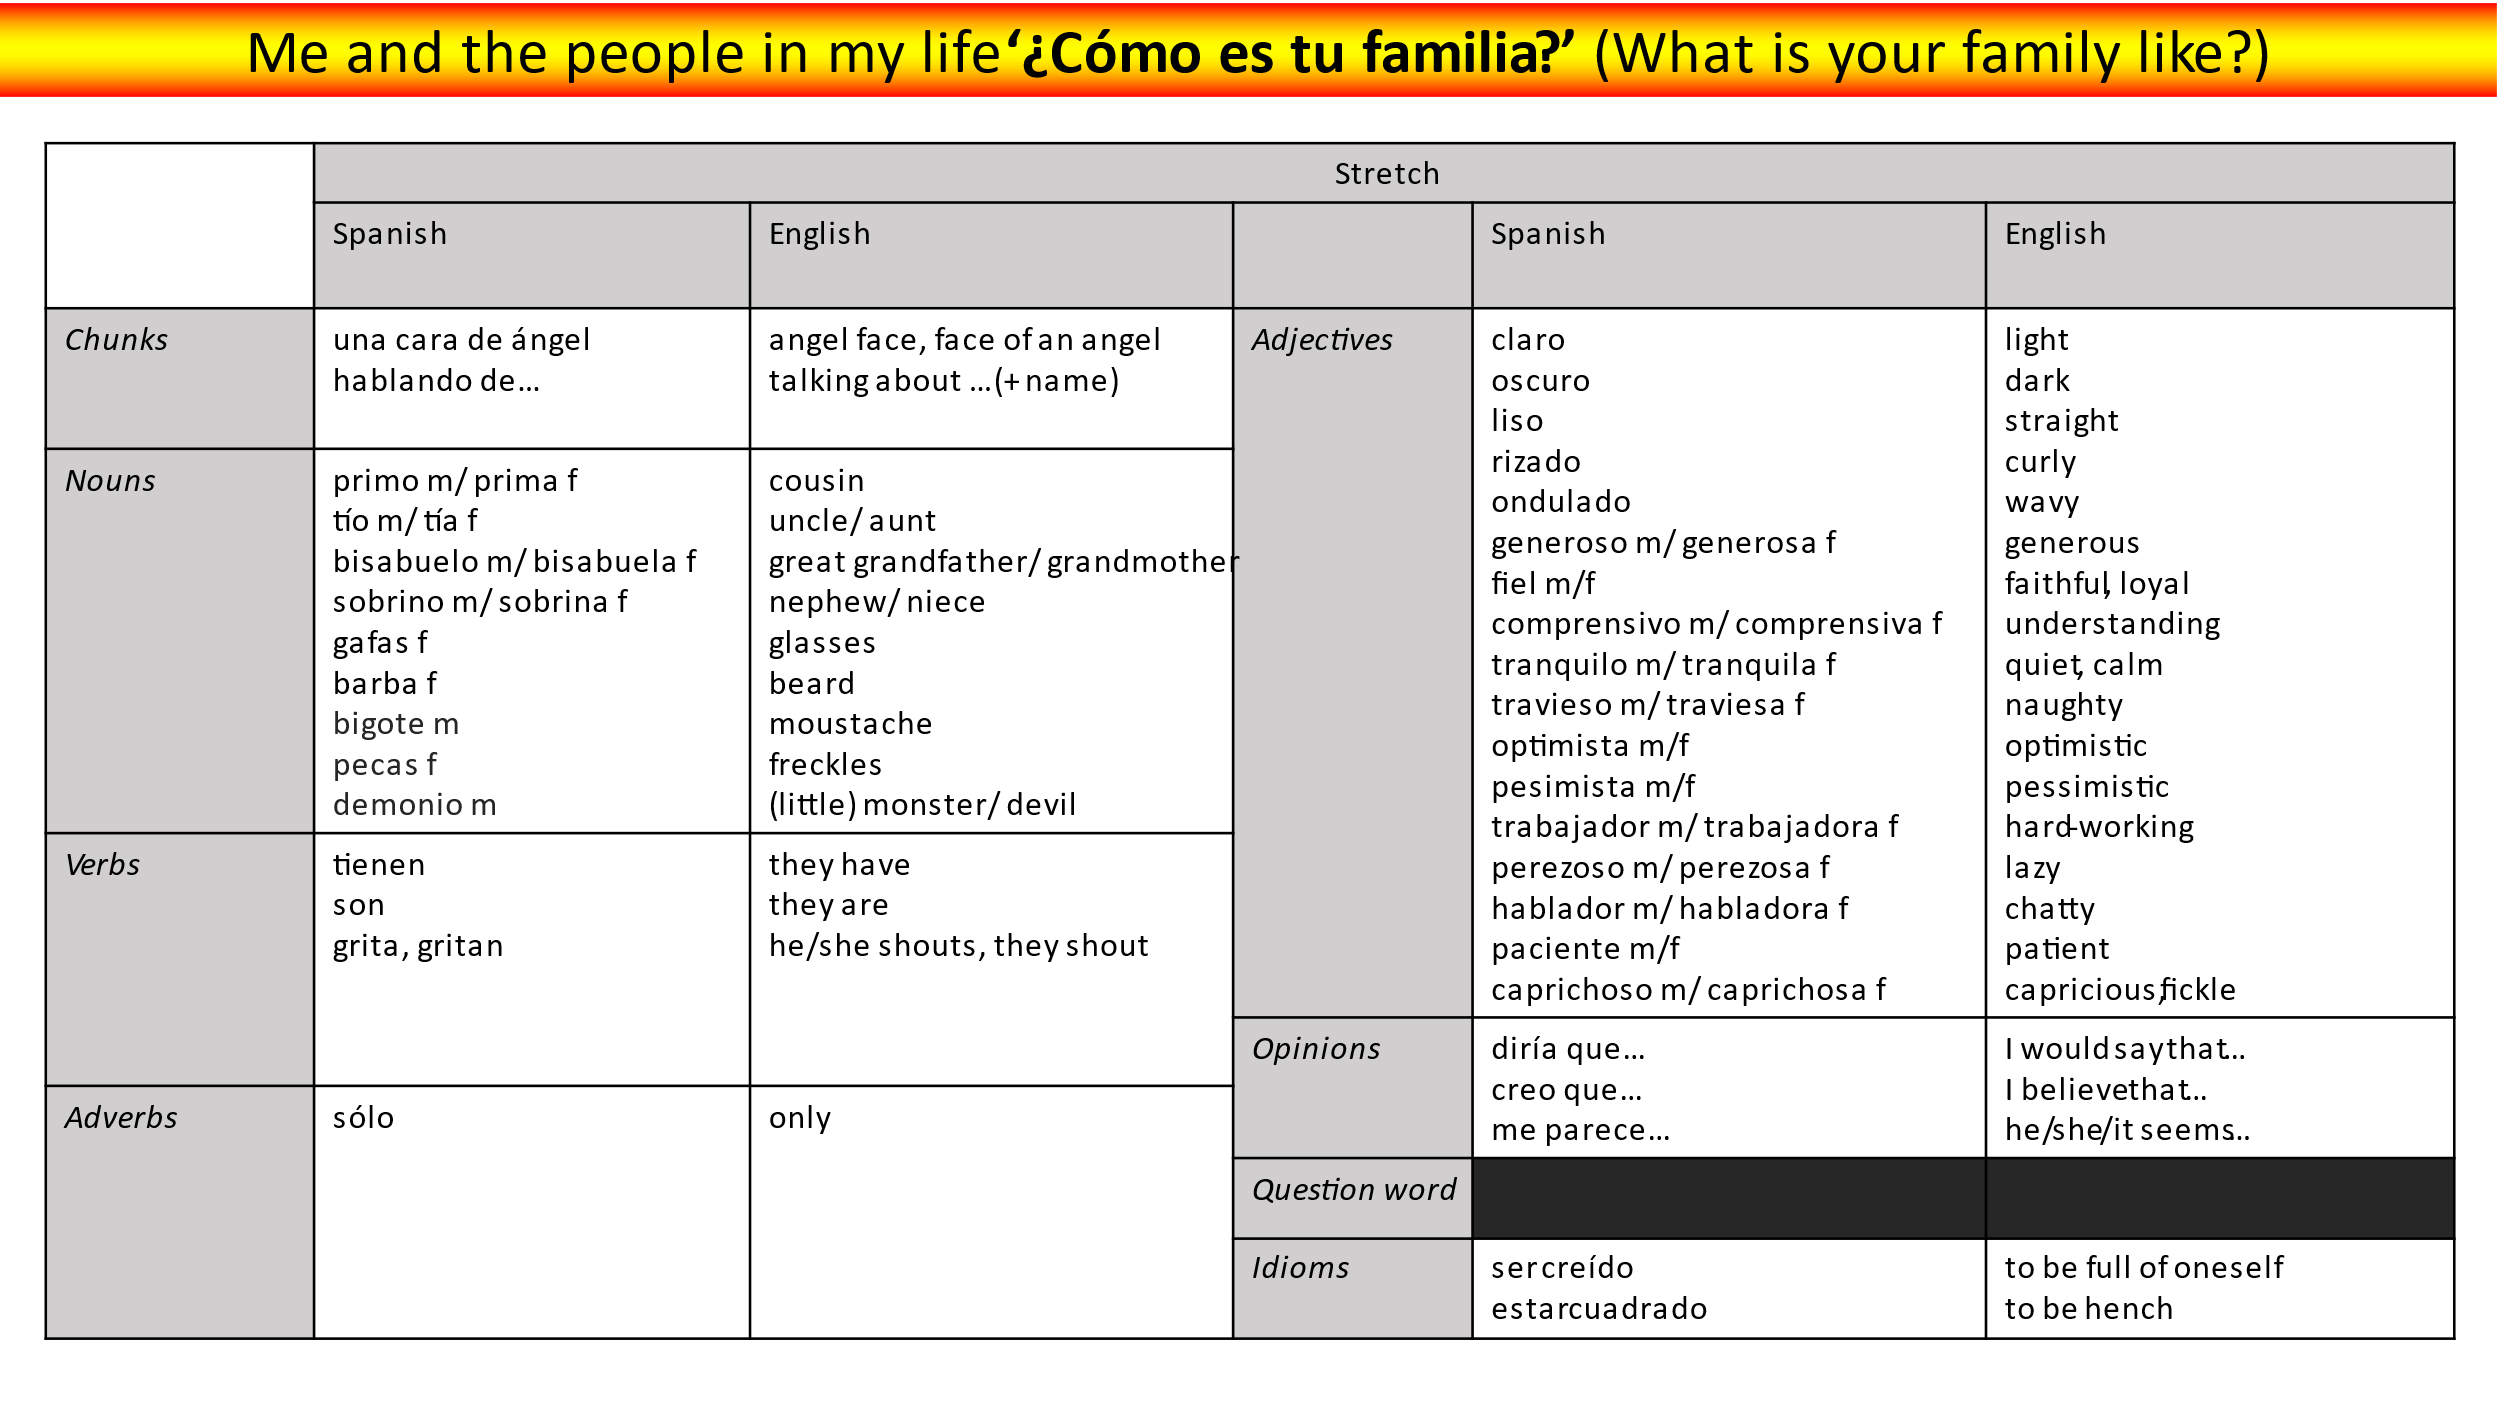 Me and the people in my life ‘¿Cómo es tu familia?’ (What is your family like?)
Stretch
Spanish
English
Spanish
English
Chunks
una cara de ángel
hablando de…
angel face, face of an angel
talking about …(+ name)
Nouns
primo m/ prima f
tío m/ tía f
bisabuelo m/ bisabuela f
sobrino m/ sobrina f
gafas f
barba f
bigote m
pecas f
demonio m
cousin
uncle/ aunt
great grandfather/ grandmother
nephew/ niece
glasses
beard
moustache
freckles
(little) monster/ devil
Verbs
tienen
son
grita, gritan
they have
they are
he/she shouts, they shout
Adverbs
sólo
only
Adjectives
claro
oscuro
liso
rizado
ondulado
generoso m/ generosa f
fiel m/f
comprensivo m/ comprensiva f
tranquilo m/ tranquila f
travieso m/ traviesa f
optimista m/f
pesimista m/f
trabajador m/ trabajadora f
perezoso m/ perezosa f
hablador m/ habladora f
paciente m/f
caprichoso m/ caprichosa f
light
dark
straight
curly
wavy
generous
faithful, loyal
understanding
quiet, calm
naughty
optimistic
pessimistic
hard-working
lazy
chatty
patient
capricious, fickle
Opinions
diría que…
creo que…
me parece…
I would say that…
I believe that…
he/she/it seems…
Question word
Idioms
ser creído
estar cuadrado
to be full of oneself
to be hench